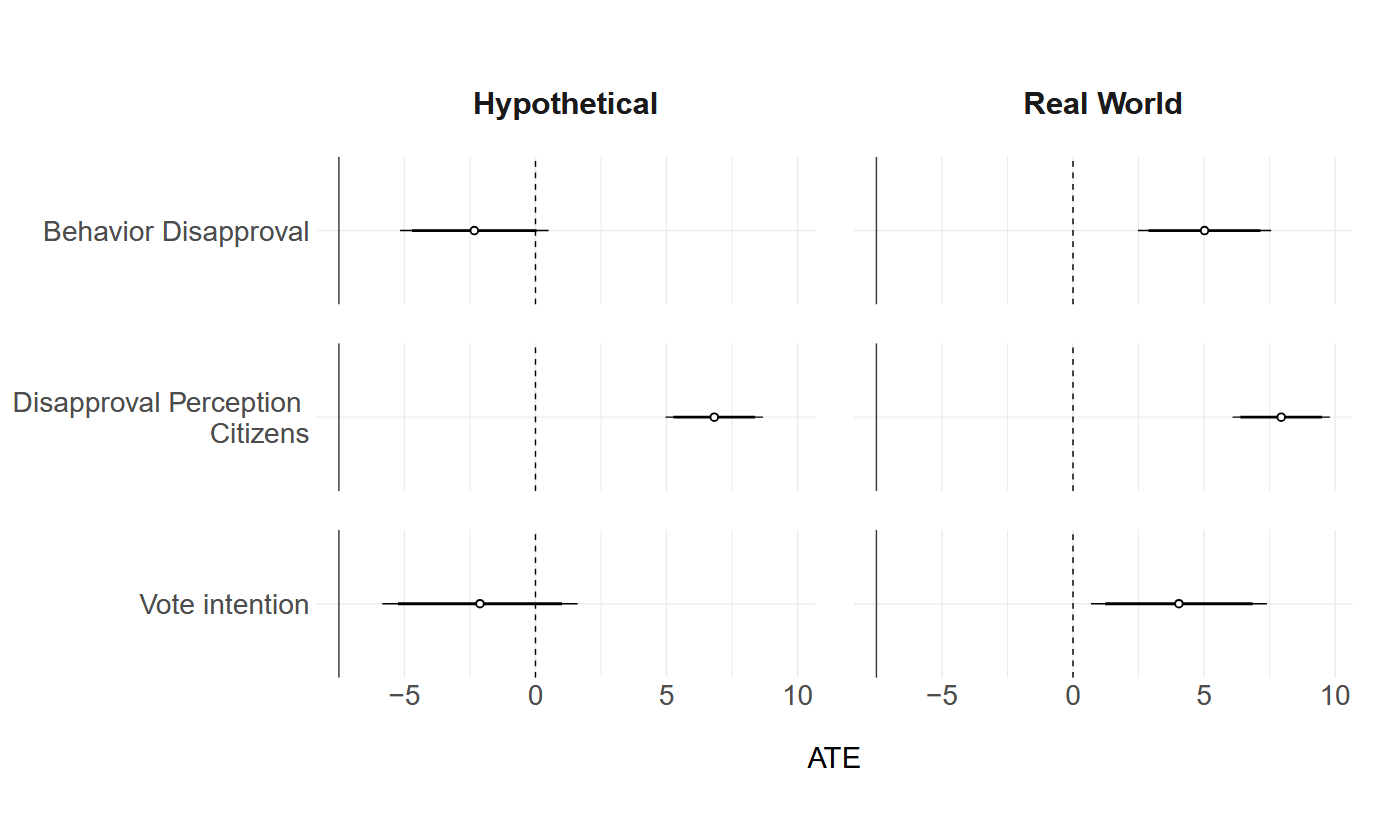 Hypothetical
Real World
Behavior Disapproval
Disapproval Perception
Citizens
Vote intention
−5 0 5 10
−5 0 5 10
ATE